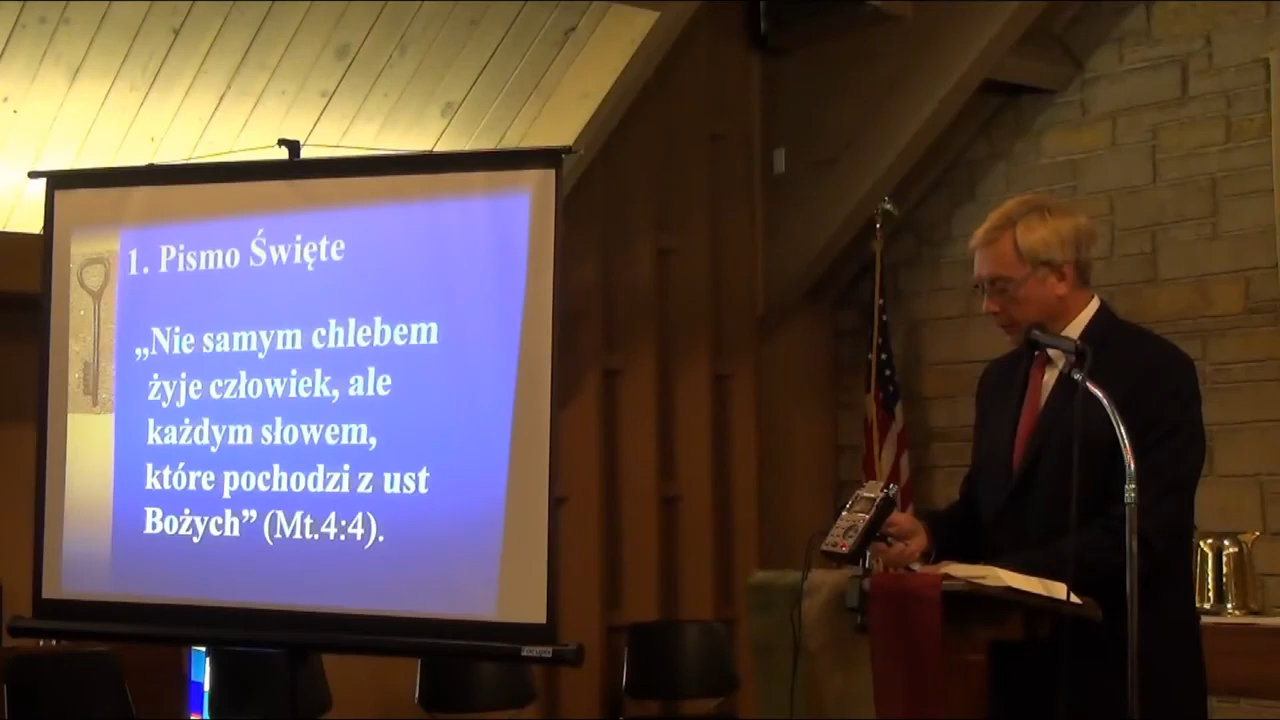 1. Pismo Święte
„Nie samym chlebem
żyje człowiek, ale
każdym słowem,
które pochodzi z ust
Bożych” (Mt.4:4).